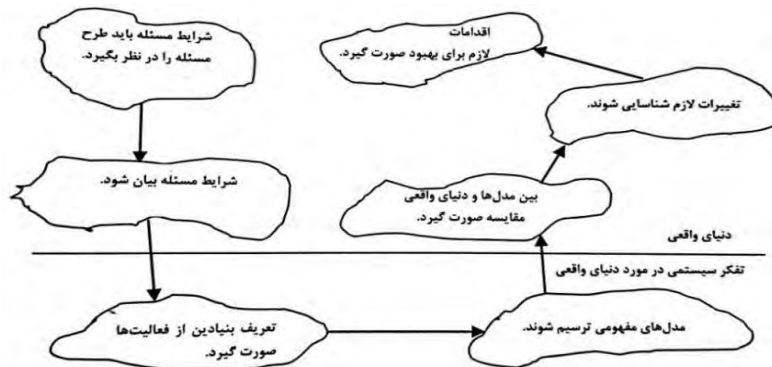 شرایط مسئله باید طرح
مسئله را در نظر بگیرد.
شرایط مسئله بیان شود.
تعریف بنیادین از فعالیت‌ها
صورت گیرد.
مدل‌های مفهومی ترسیم شوند.
بین مدل‌ها و دنیای واقعی
مقایسه صورت گیرد.
تغییرات لازم شناسایی شوند.
اقدامات
لازم برای بهبود صورت گیرد.
دنیای واقعی
تفکر سیستمی در مورد دنیای واقعی